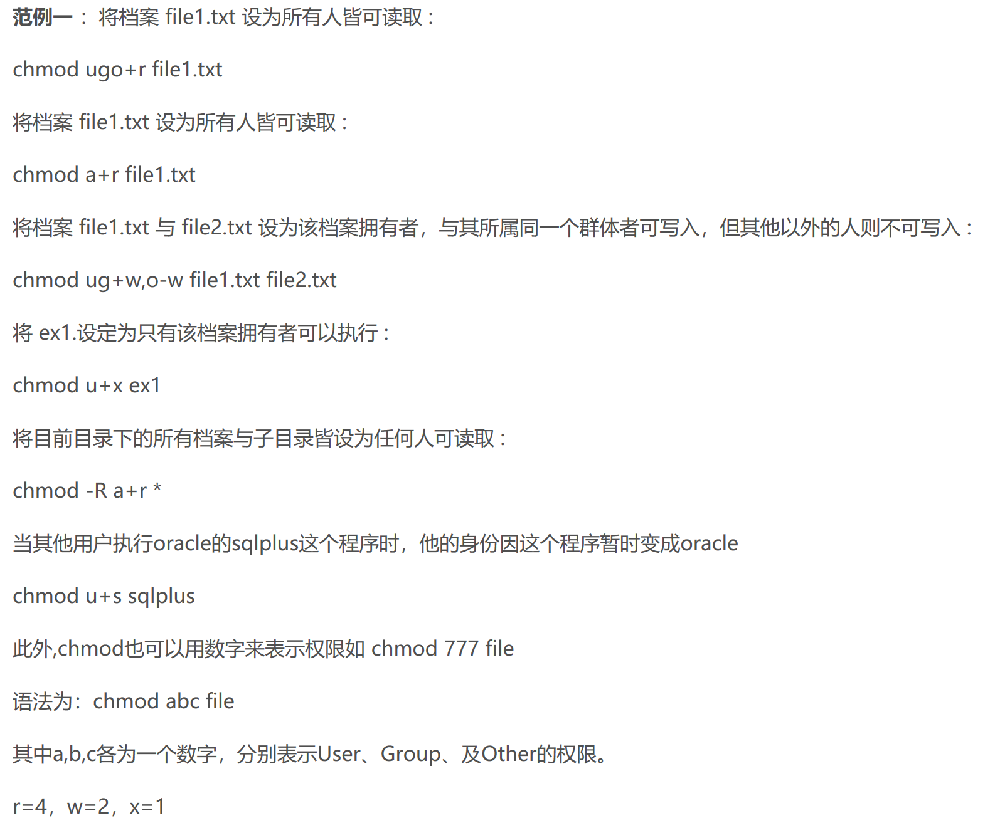 范例一 ：将档案 file1.txt 设为所有人皆可读取 :
chmod ugo+r file1.txt
将档案 file1.txt 设为所有人皆可读取 :
chmod a+r file1.txt
将档案 file1.txt 与 file2.txt 设为该档案拥有者，与其所属同一个群体者可写入，但其他以外的人则不可写入 :
chmod ug+w,o-w file1.txt file2.txt
将 ex1.设定为只有该档案拥有者可以执行 :
chmod u+x ex1
将目前目录下的所有档案与子目录皆设为任何人可读取 :
chmod -R a+r *
当其他用户执行oracle的sqlplus这个程序时，他的身份因这个程序暂时变成oracle
chmod u+s sqlplus
此外,chmod也可以用数字来表示权限如 chmod 777 file
语法为：chmod abc file
其中a,b,c各为一个数字，分别表示User、Group、及Other的权限。
r=4，w=2，x=1